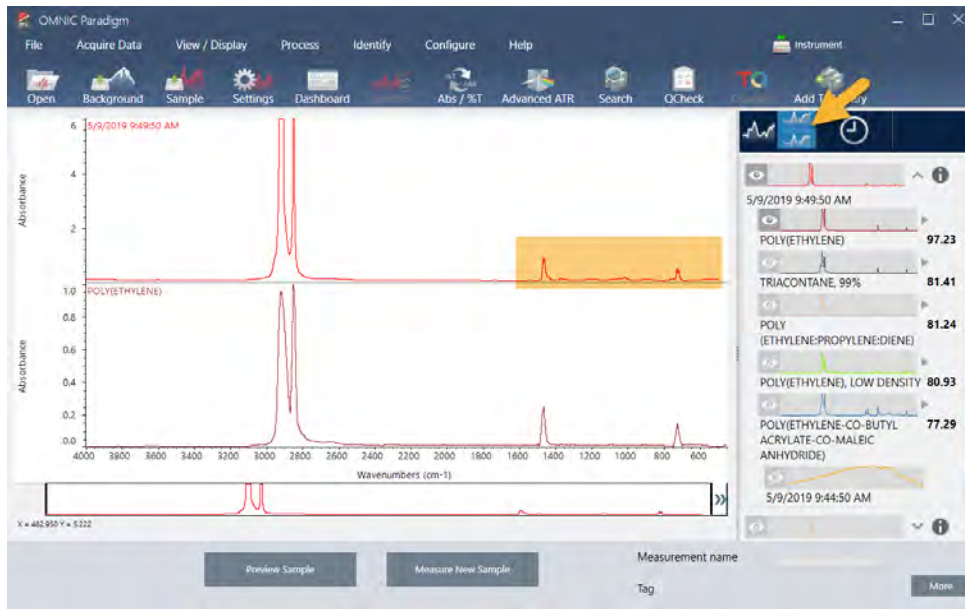 OMNIC Paradigm
File Acquire Data View / Display Process Identify Configure Help Instrument
Open Background Sample Settings Dashboard Abs / %T Advanced ATR Search QCheck
5/9/2019 9:49:50 AM
6
4
2
Absorbance
POLY(ETHYLENE)
1.0
0.8
0.6
0.4
0.2
0.0
Absorbance
4000 3800 3600 3400 3200 3000 2800 2600 2400 2200 2000 1800 1600 1400 1200 1000 800 600
Wavenumbers (cm-1)
X = 482.950 Y = 5.222
5/9/2019 9:49:50 AM
POLY(ETHYLENE) 97.23
TRIACONTANE, 99% 81.41
POLY 81.24
(ETHYLENE:PROPYLENE:DIENE)
POLY(ETHYLENE), LOW DENSITY 80.93
POLY(ETHYLENE-CO-BUTYL 77.29
ACRYLATE-CO-MALEIC
ANHYDRIDE)
5/9/2019 9:44:50 AM
Preview Sample Measure New Sample Measurement name
Tag More